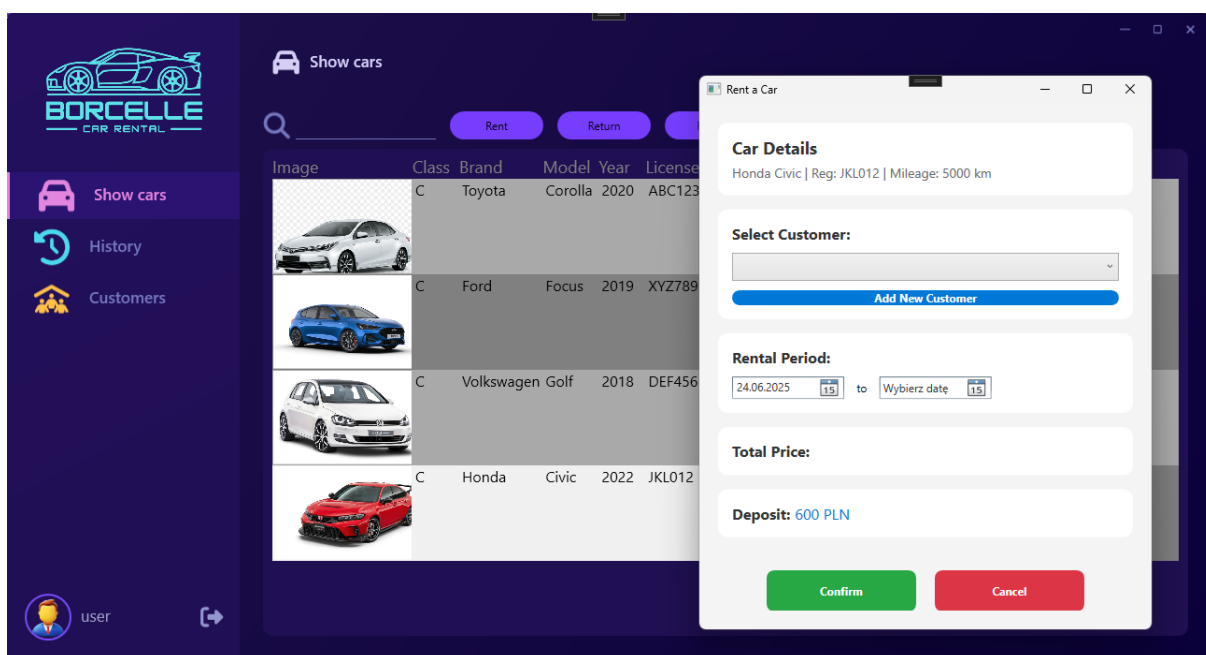 BORCELLE
CAR RENTAL
Show cars
History
Customers
user
Show cars
Rent
Return
Image Class Brand Model Year License
C Toyota Corolla 2020 ABC123
C Ford Focus 2019 XYZ789
C Volkswagen Golf 2018 DEF456
C Honda Civic 2022 JKL012
Rent a Car
Car Details
Honda Civic | Reg: JKL012 | Mileage: 5000 km
Select Customer:
Add New Customer
Rental Period:
24.06.2025 15 to Wybierz datę 15
Total Price:
Deposit: 600 PLN
Confirm Cancel